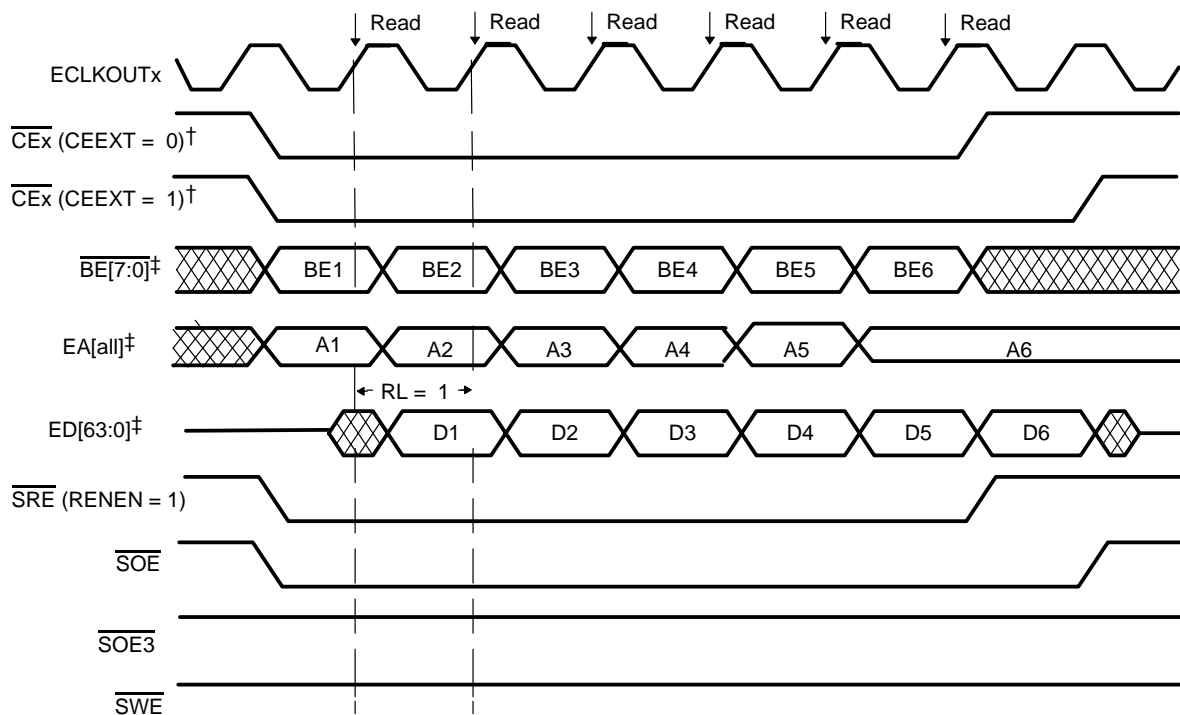 Read Read Read Read Read Read
ECLKOUTx
CEx (CEEXT = 0)†
CEx (CEEXT = 1)†
BE[7:0]‡ BE1 BE2 BE3 BE4 BE5 BE6
EA[all]‡ A1 A2 A3 A4 A5 A6
RL = 1
ED[63:0]‡ D1 D2 D3 D4 D5 D6
SRE (RENEN = 1)
SOE
SOE3
SWE